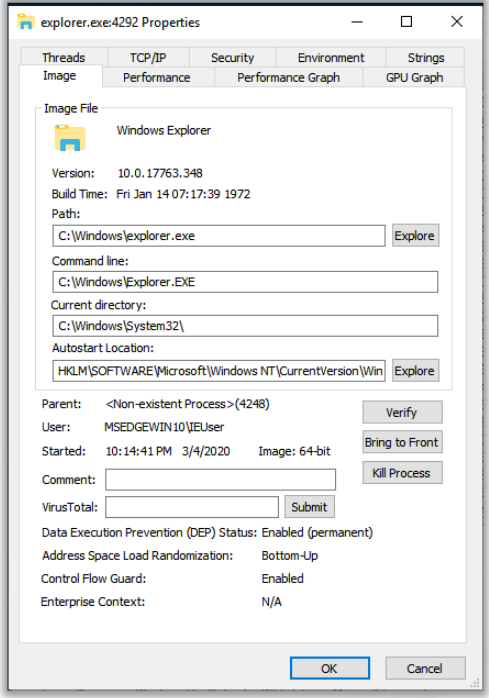 explorer.exe:4292 Properties
Threads TCP/IP Security Environment Strings
Image Performance Performance Graph GPU Graph
Image File
Windows Explorer
Version: 10.0.17763.348
Build Time: Fri Jan 14 07:17:39 1972
Path:
C:\Windows\explorer.exe Explore
Command line:
C:\Windows\Explorer.EXE
Current directory:
C:\Windows\System32\
Autostart Location:
HKLM\SOFTWARE\Microsoft\Windows NT\CurrentVersion\Win Explore
Parent: <Non-existent Process>(4248) Verify
User: MSEDGEWIN10\IEUser
Started: 10:14:41 PM 3/4/2020 Image: 64-bit Bring to Front
Comment: Kill Process
VirusTotal: Submit
Data Execution Prevention (DEP) Status: Enabled (permanent)
Address Space Load Randomization: Bottom-Up
Control Flow Guard: Enabled
Enterprise Context: N/A
OK Cancel